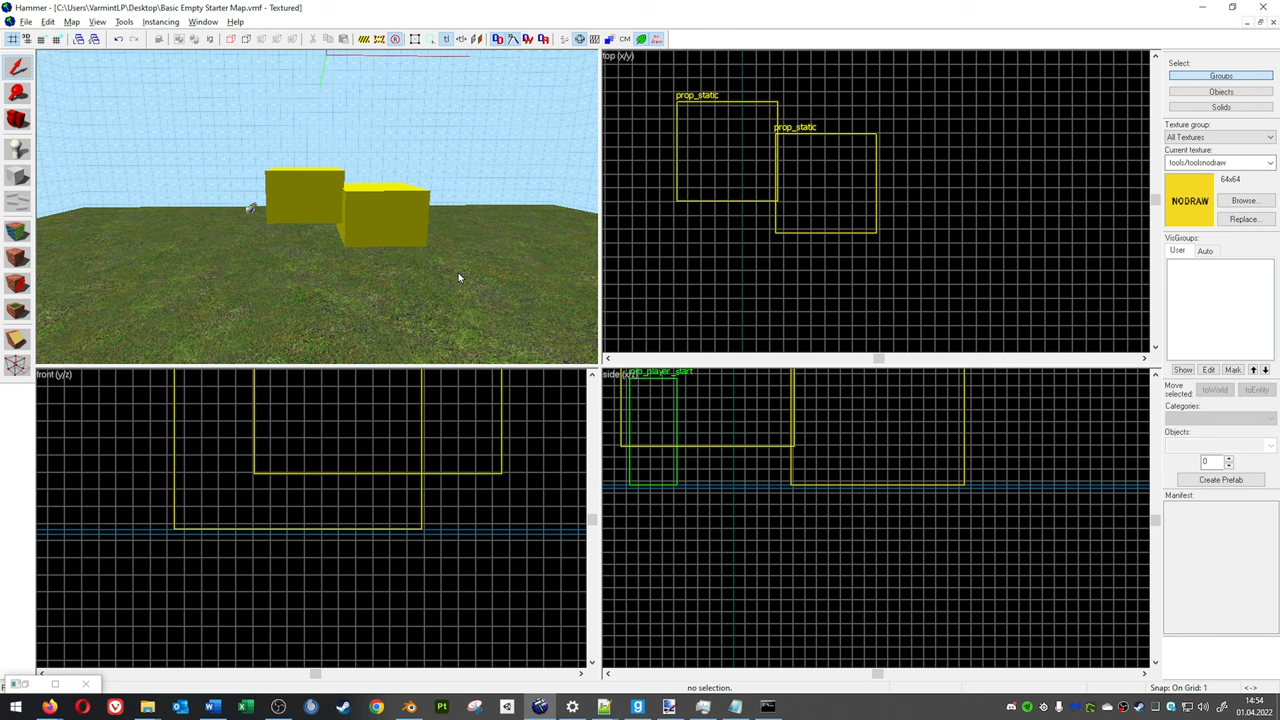 Hammer - [C:\Users\VarmintLP\Desktop\Basic Empty Starter Map.vmf - Textured]
File Edit Map Tools Instancing Window Help
top (x/y)
prop_static
prop_static
front (y/z)
side (x/z)
player_start
Select:
Groups
Objects
Solids
Texture group:
All Textures
Current texture:
tools/toolsnodraw
64x64
NODRAW
Browse...
Replace...
VisGroups:
User Auto
Show Edit Mark
Move selected:
toWorld toEntity
Categories:
Objects:
0
Create Prefab
Manifest:
no selection.
Snap: On Grid: 1
<->
14:54
01.04.2022